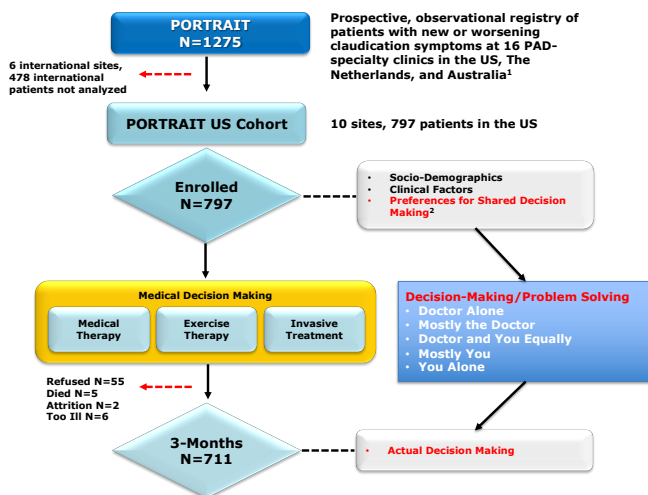 PORTRAIT
N=1275
Prospective, observational registry of
patients with new or worsening
claudication symptoms at 16 PAD-
specialty clinics in the US, The
Netherlands, and Australia1
6 international sites,
478 international
patients not analyzed
PORTRAIT US Cohort
10 sites, 797 patients in the US
Enrolled
N=797
• Socio-Demographics
• Clinical Factors
• Preferences for Shared Decision
Making2
Medical Decision Making
Medical
Therapy
Exercise
Therapy
Invasive
Treatment
Decision-Making/Problem Solving
• Doctor Alone
• Mostly the Doctor
• Doctor and You Equally
• Mostly You
• You Alone
Refused N=55
Died N=5
Attrition N=2
Too Ill N=6
3-Months
N=711
• Actual Decision Making